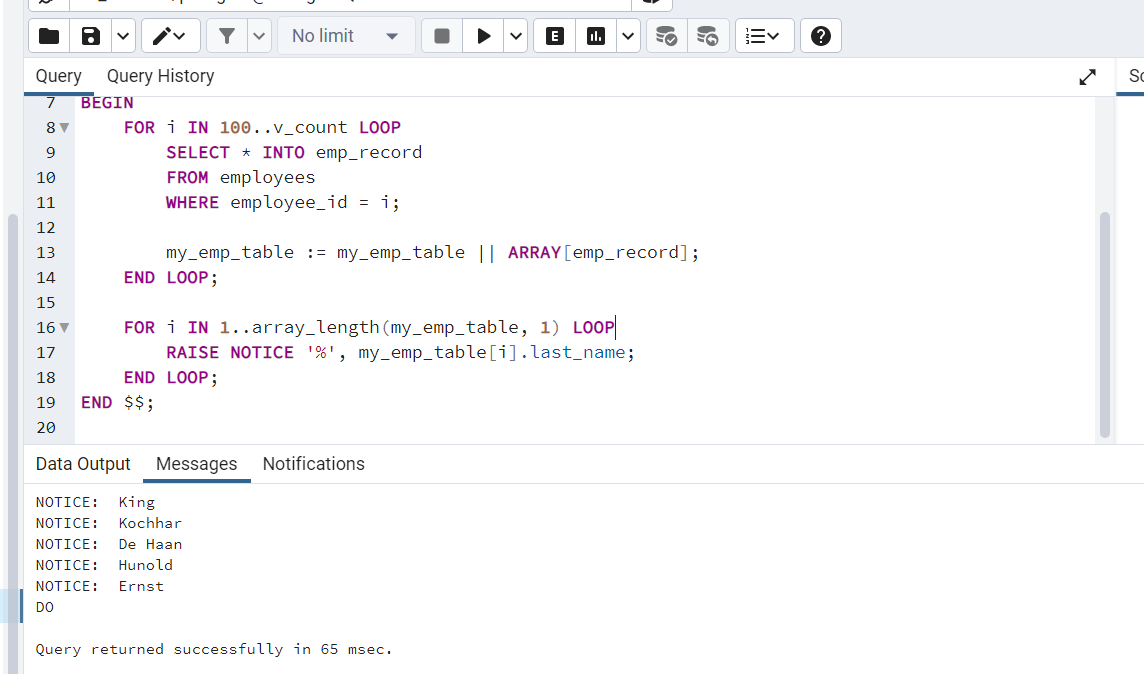 No limit
E
Query Query History
7 BEGIN
8 FOR i IN 100..v_count LOOP
9 SELECT * INTO emp_record
10 FROM employees
11 WHERE employee_id = i;
12
13 my_emp_table := my_emp_table || ARRAY[emp_record];
14 END LOOP;
15
16 FOR i IN 1..array_length(my_emp_table, 1) LOOP
17 RAISE NOTICE '%', my_emp_table[i].last_name;
18 END LOOP;
19 END $$;
20
Data Output Messages Notifications
NOTICE: King
NOTICE: Kochhar
NOTICE: De Haan
NOTICE: Hunold
NOTICE: Ernst
DO
Query returned successfully in 65 msec.